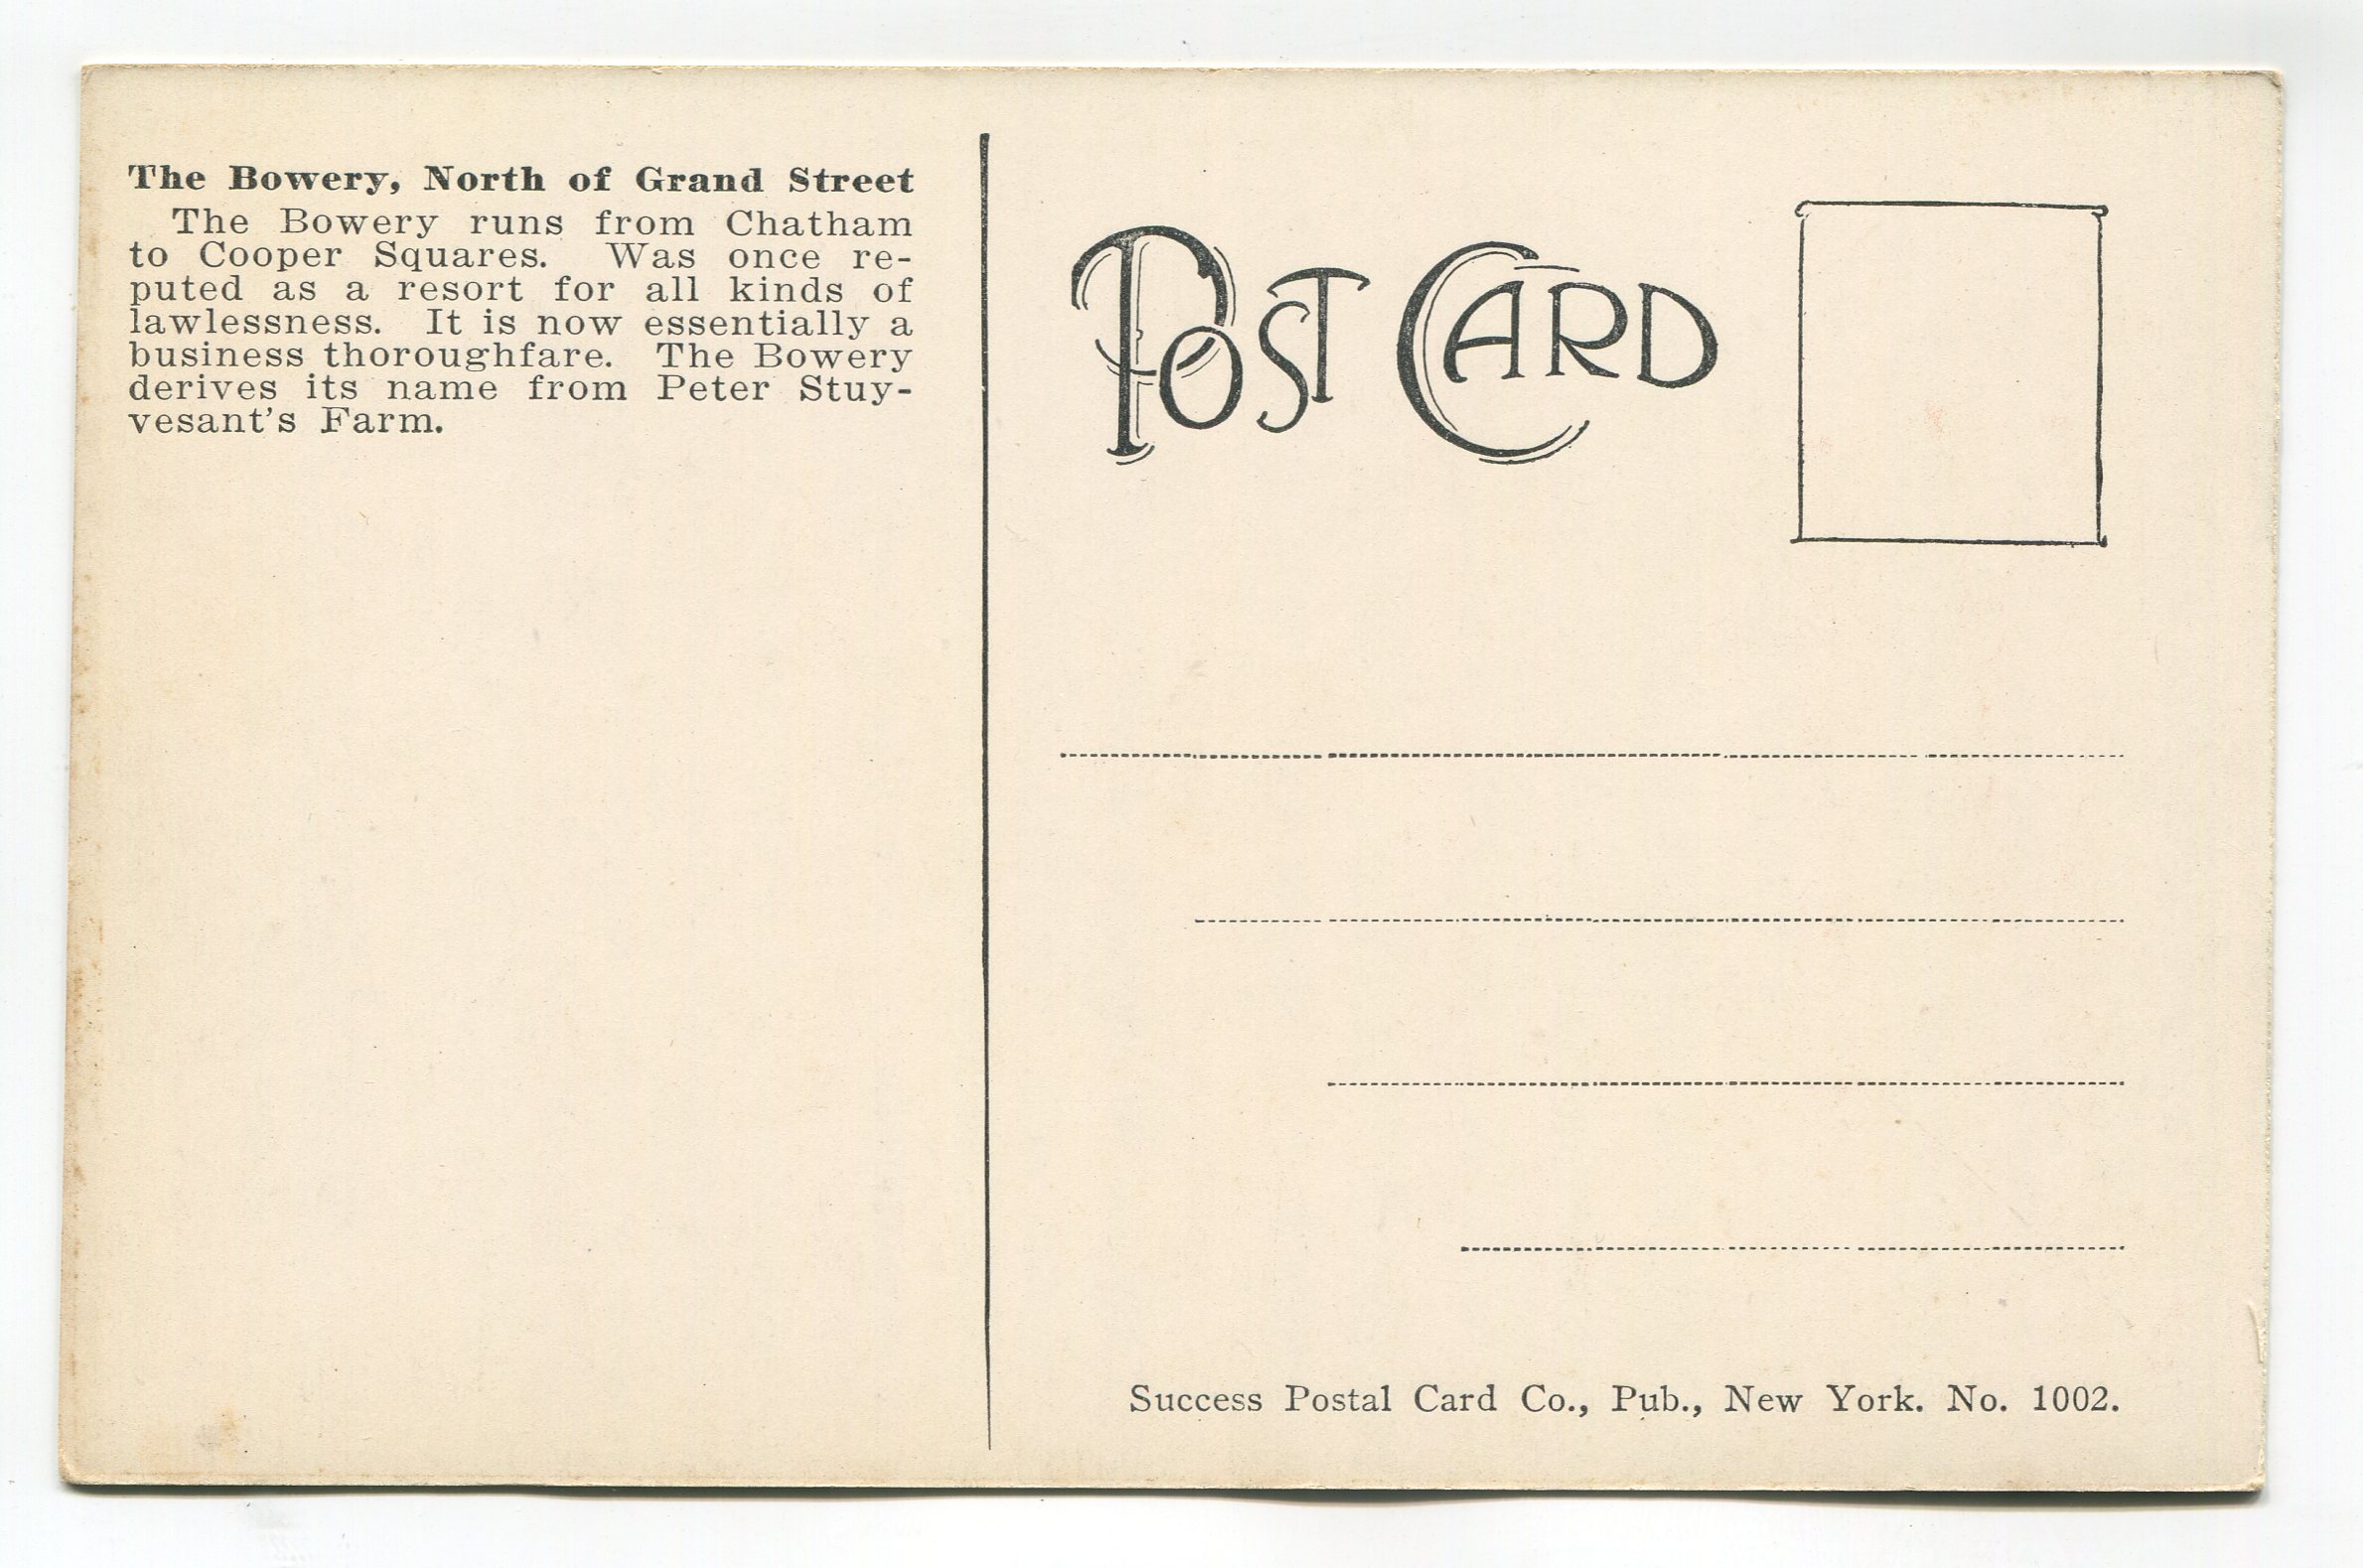 The Bowery, North of Grand Street
The Bowery runs from Chatham
to Cooper Squares. Was once re-
puted as a resort for all kinds of
lawlessness. It is now essentially a
business thoroughfare. The Bowery
derives its name from Peter Stuy-
vesant's Farm.
POST CARD
Success Postal Card Co., Pub., New York. No. 1002.